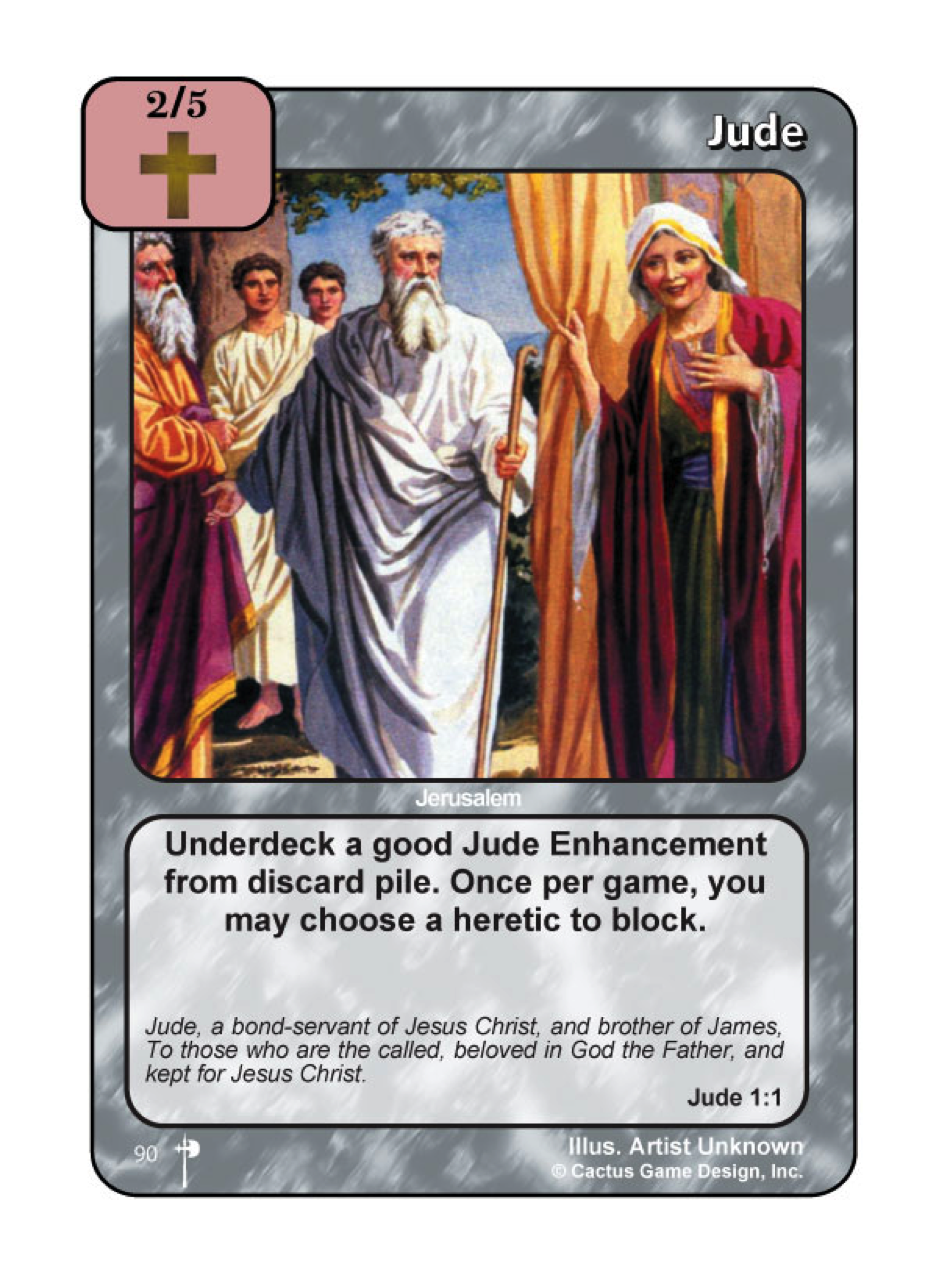 2/5
Jude
Jerusalem
Underdeck a good Jude Enhancement
from discard pile. Once per game, you
may choose a heretic to block.
Jude, a bond-servant of Jesus Christ, and brother of James,
To those who are the called, beloved in God the Father, and
kept for Jesus Christ.
Jude 1:1
90
Illus. Artist Unknown
© Cactus Game Design, Inc.